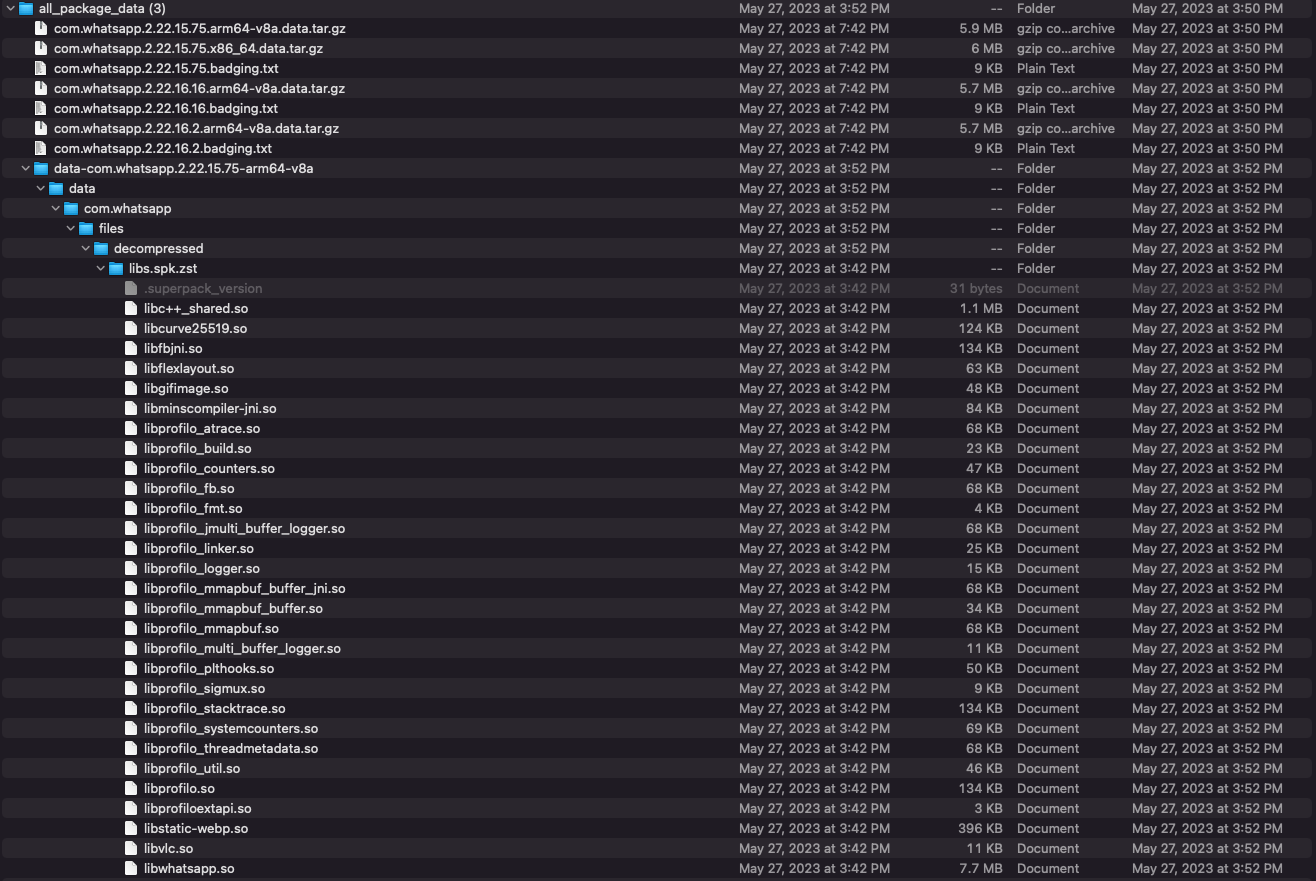 all_package_data (3) May 27, 2023 at 3:52 PM -- Folder May 27, 2023 at 3:50 PM
com.whatsapp.2.22.15.75.arm64-v8a.data.tar.gz May 27, 2023 at 7:42 PM 5.9 MB gzip co...archive May 27, 2023 at 3:50 PM
com.whatsapp.2.22.15.75.x86_64.data.tar.gz May 27, 2023 at 7:42 PM 6 MB gzip co...archive May 27, 2023 at 3:50 PM
com.whatsapp.2.22.15.75.badging.txt May 27, 2023 at 7:42 PM 9 KB Plain Text May 27, 2023 at 3:50 PM
com.whatsapp.2.22.16.16.arm64-v8a.data.tar.gz May 27, 2023 at 7:42 PM 5.7 MB gzip co...archive May 27, 2023 at 3:50 PM
com.whatsapp.2.22.16.16.badging.txt May 27, 2023 at 7:42 PM 9 KB Plain Text May 27, 2023 at 3:50 PM
com.whatsapp.2.22.16.2.arm64-v8a.data.tar.gz May 27, 2023 at 7:42 PM 5.7 MB gzip co...archive May 27, 2023 at 3:50 PM
com.whatsapp.2.22.16.2.badging.txt May 27, 2023 at 7:42 PM 9 KB Plain Text May 27, 2023 at 3:50 PM
data-com.whatsapp.2.22.15.75-arm64-v8a May 27, 2023 at 3:52 PM -- Folder May 27, 2023 at 3:52 PM
data May 27, 2023 at 3:52 PM -- Folder May 27, 2023 at 3:52 PM
com.whatsapp May 27, 2023 at 3:52 PM -- Folder May 27, 2023 at 3:52 PM
files May 27, 2023 at 3:52 PM -- Folder May 27, 2023 at 3:52 PM
decompressed May 27, 2023 at 3:52 PM -- Folder May 27, 2023 at 3:52 PM
libs.spk.zst May 27, 2023 at 3:42 PM -- Folder May 27, 2023 at 3:52 PM
.superpack_version May 27, 2023 at 3:42 PM 31 bytes Document May 27, 2023 at 3:52 PM
libc++_shared.so May 27, 2023 at 3:42 PM 1.1 MB Document May 27, 2023 at 3:52 PM
libcurve25519.so May 27, 2023 at 3:42 PM 124 KB Document May 27, 2023 at 3:52 PM
libfbjni.so May 27, 2023 at 3:42 PM 134 KB Document May 27, 2023 at 3:52 PM
libflexlayout.so May 27, 2023 at 3:42 PM 63 KB Document May 27, 2023 at 3:52 PM
libgifimage.so May 27, 2023 at 3:42 PM 48 KB Document May 27, 2023 at 3:52 PM
libminscompiler-jni.so May 27, 2023 at 3:42 PM 84 KB Document May 27, 2023 at 3:52 PM
libprofilo_atrace.so May 27, 2023 at 3:42 PM 68 KB Document May 27, 2023 at 3:52 PM
libprofilo_build.so May 27, 2023 at 3:42 PM 23 KB Document May 27, 2023 at 3:52 PM
libprofilo_counters.so May 27, 2023 at 3:42 PM 47 KB Document May 27, 2023 at 3:52 PM
libprofilo_fb.so May 27, 2023 at 3:42 PM 68 KB Document May 27, 2023 at 3:52 PM
libprofilo_fmt.so May 27, 2023 at 3:42 PM 4 KB Document May 27, 2023 at 3:52 PM
libprofilo_jmulti_buffer_logger.so May 27, 2023 at 3:42 PM 68 KB Document May 27, 2023 at 3:52 PM
libprofilo_linker.so May 27, 2023 at 3:42 PM 25 KB Document May 27, 2023 at 3:52 PM
libprofilo_logger.so May 27, 2023 at 3:42 PM 15 KB Document May 27, 2023 at 3:52 PM
libprofilo_mmapbuf_buffer_jni.so May 27, 2023 at 3:42 PM 68 KB Document May 27, 2023 at 3:52 PM
libprofilo_mmapbuf_buffer.so May 27, 2023 at 3:42 PM 34 KB Document May 27, 2023 at 3:52 PM
libprofilo_mmapbuf.so May 27, 2023 at 3:42 PM 68 KB Document May 27, 2023 at 3:52 PM
libprofilo_multi_buffer_logger.so May 27, 2023 at 3:42 PM 11 KB Document May 27, 2023 at 3:52 PM
libprofilo_plthooks.so May 27, 2023 at 3:42 PM 50 KB Document May 27, 2023 at 3:52 PM
libprofilo_sigmux.so May 27, 2023 at 3:42 PM 9 KB Document May 27, 2023 at 3:52 PM
libprofilo_stacktrace.so May 27, 2023 at 3:42 PM 134 KB Document May 27, 2023 at 3:52 PM
libprofilo_systemcounters.so May 27, 2023 at 3:42 PM 69 KB Document May 27, 2023 at 3:52 PM
libprofilo_threadmetadata.so May 27, 2023 at 3:42 PM 68 KB Document May 27, 2023 at 3:52 PM
libprofilo_util.so May 27, 2023 at 3:42 PM 46 KB Document May 27, 2023 at 3:52 PM
libprofilo.so May 27, 2023 at 3:42 PM 134 KB Document May 27, 2023 at 3:52 PM
libprofiloextapi.so May 27, 2023 at 3:42 PM 3 KB Document May 27, 2023 at 3:52 PM
libstatic-webp.so May 27, 2023 at 3:42 PM 396 KB Document May 27, 2023 at 3:52 PM
libvlc.so May 27, 2023 at 3:42 PM 11 KB Document May 27, 2023 at 3:52 PM
libwhatsapp.so May 27, 2023 at 3:42 PM 7.7 MB Document May 27, 2023 at 3:52 PM